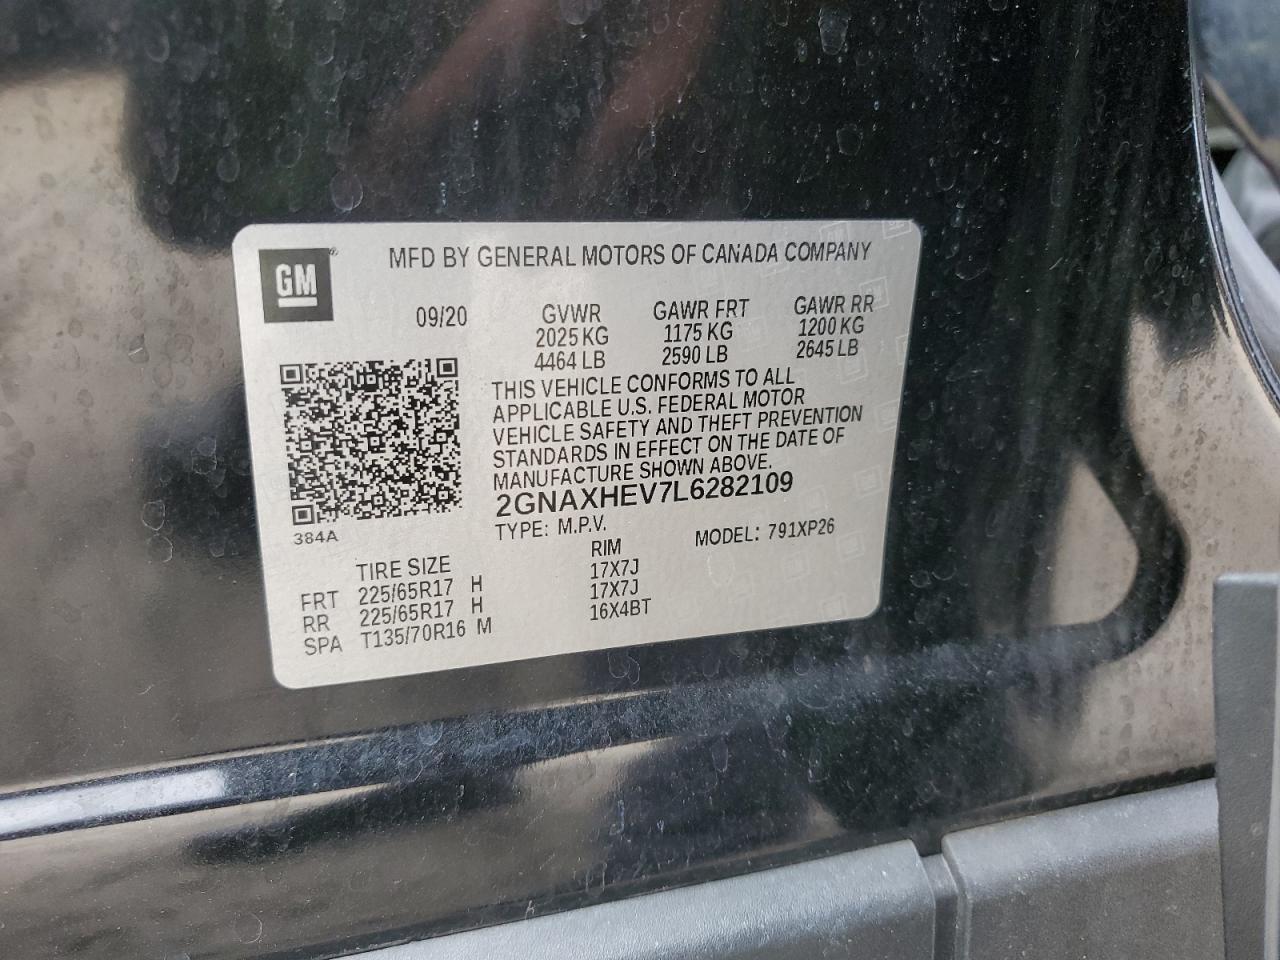 GM
MFD BY GENERAL MOTORS OF CANADA COMPANY
09/20 GVWR GAWR FRT GAWR RR
2025 KG 1175 KG 1200 KG
4464 LB 2590 LB 2645 LB
THIS VEHICLE CONFORMS TO ALL
APPLICABLE U.S. FEDERAL MOTOR
VEHICLE SAFETY AND THEFT PREVENTION
STANDARDS IN EFFECT ON THE DATE OF
MANUFACTURE SHOWN ABOVE.
2GNAXHEV7L6282109
384A
TYPE: M.P.V. MODEL: 791XP26
TIRE SIZE RIM
FRT 225/65R17 H 17X7J
RR 225/65R17 H 17X7J
SPA T135/70R16 M 16X4BT